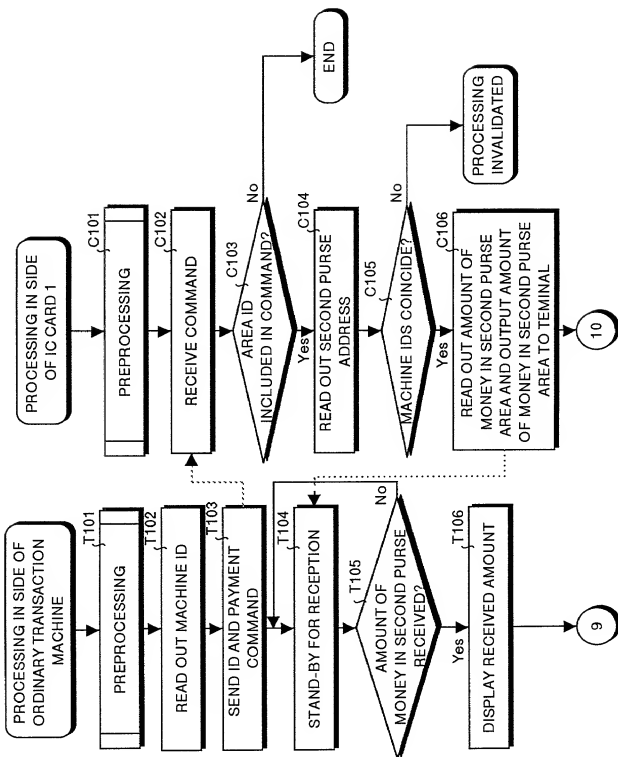 PROCESSING IN SIDE OF
ORDINARY TRANSACTION
MACHINE
T101
PREPROCESSING
T102
READ OUT MACHINE ID
T103
SEND ID AND PAYMENT
COMMAND
T104
STAND-BY FOR RECEPTION
T105
AMOUNT OF
MONEY IN SECOND PURSE
RECEIVED?
No
Yes
T106
DISPLAY RECEIVED AMOUNT
9
PROCESSING IN SIDE
OF IC CARD 1
C101
PREPROCESSING
C102
RECEIVE COMMAND
C103
AREA ID
INCLUDED IN COMMAND?
No
END
Yes
C104
READ OUT SECOND PURSE
ADDRESS
C105
MACHINE IDS COINCIDE?
No
PROCESSING
INVALIDATED
Yes
C106
READ OUT AMOUNT OF
MONEY IN SECOND PURSE
AREA AND OUTPUT AMOUNT
OF MONEY IN SECOND PURSE
AREA TO TEMINAL
10